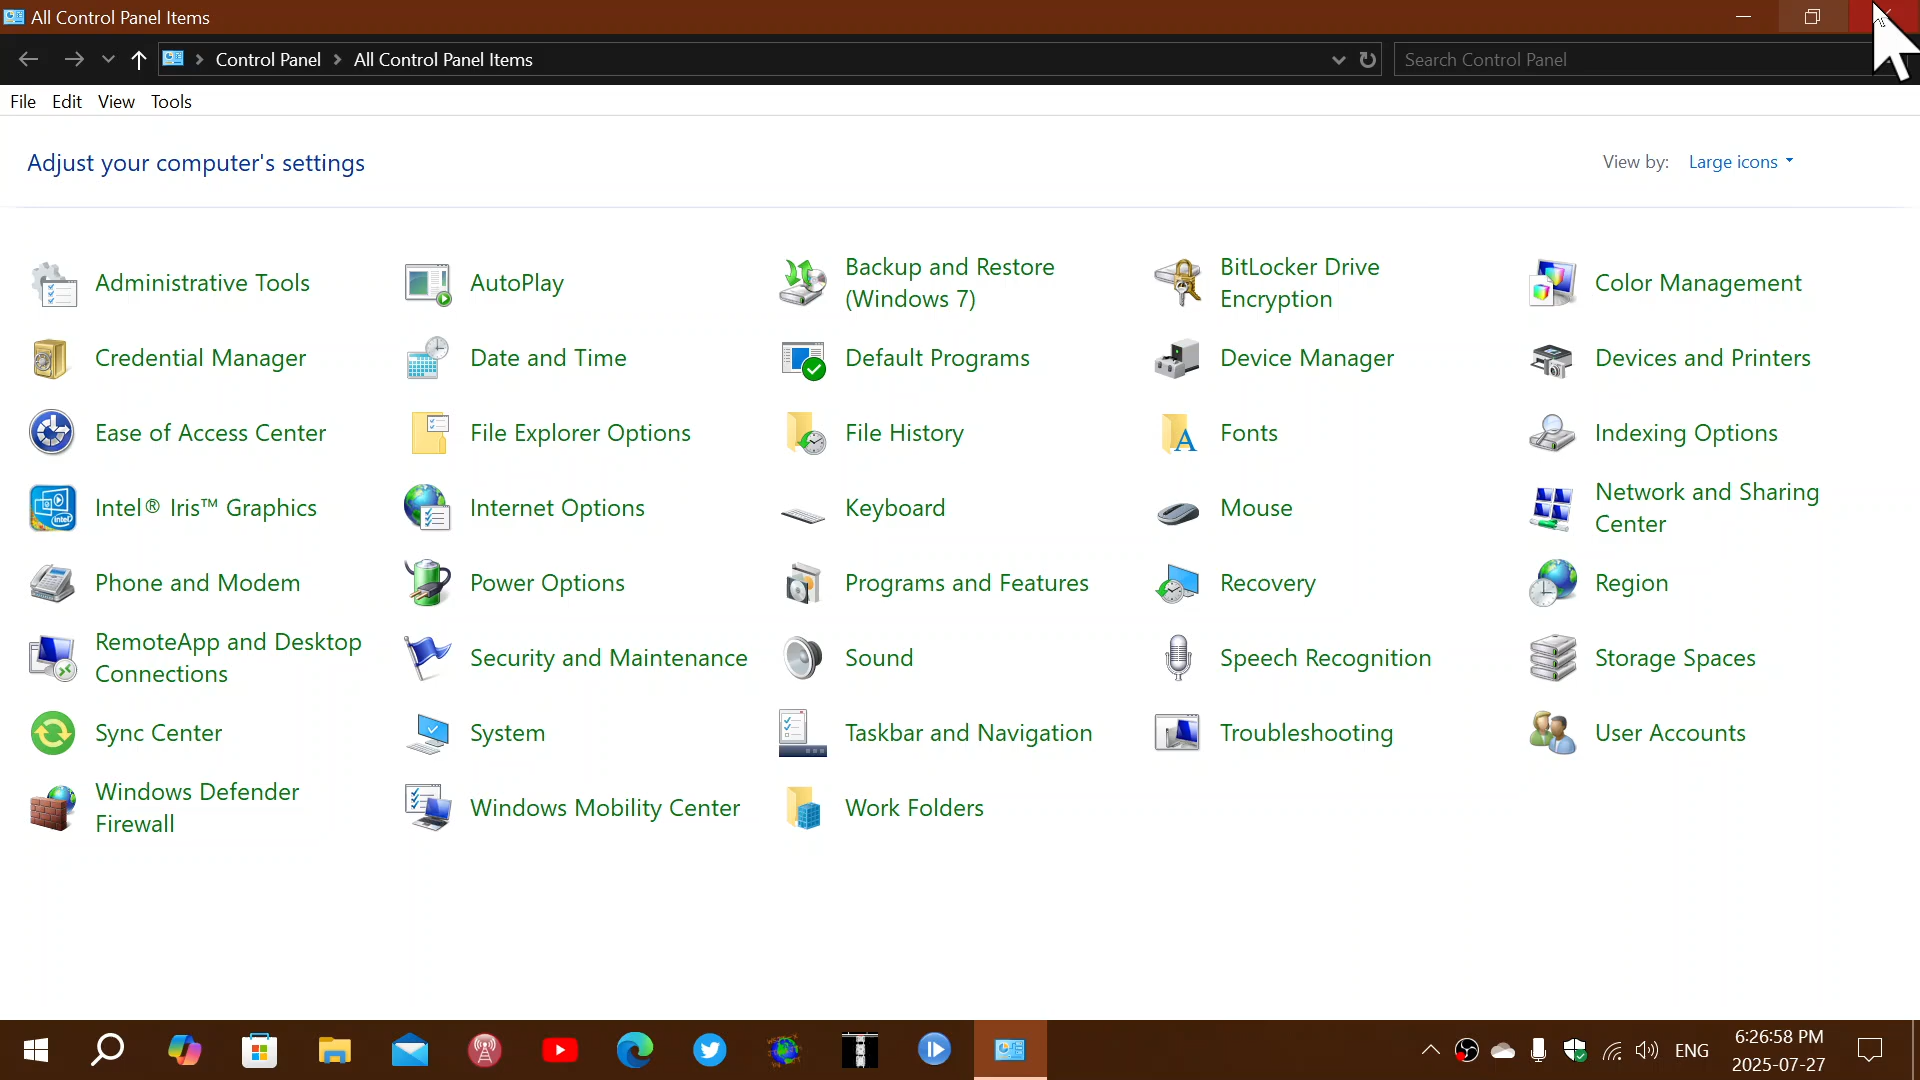 All Control Panel Items
Control Panel
All Control Panel Items
Search Control Panel
File Edit View Tools
Adjust your computer's settings
View by: Large icons
Administrative Tools
AutoPlay
Backup and Restore
(Windows 7)
BitLocker Drive
Encryption
Color Management
Credential Manager
Date and Time
Default Programs
Device Manager
Devices and Printers
Ease of Access Center
File Explorer Options
File History
Fonts
Indexing Options
Intel® Iris™ Graphics
Internet Options
Keyboard
Mouse
Network and Sharing
Center
Phone and Modem
Power Options
Programs and Features
Recovery
Region
RemoteApp and Desktop
Connections
Security and Maintenance
Sound
Speech Recognition
Storage Spaces
Sync Center
System
Taskbar and Navigation
Troubleshooting
User Accounts
Windows Defender
Firewall
Windows Mobility Center
Work Folders
ENG
6:26:58 PM
2025-07-27